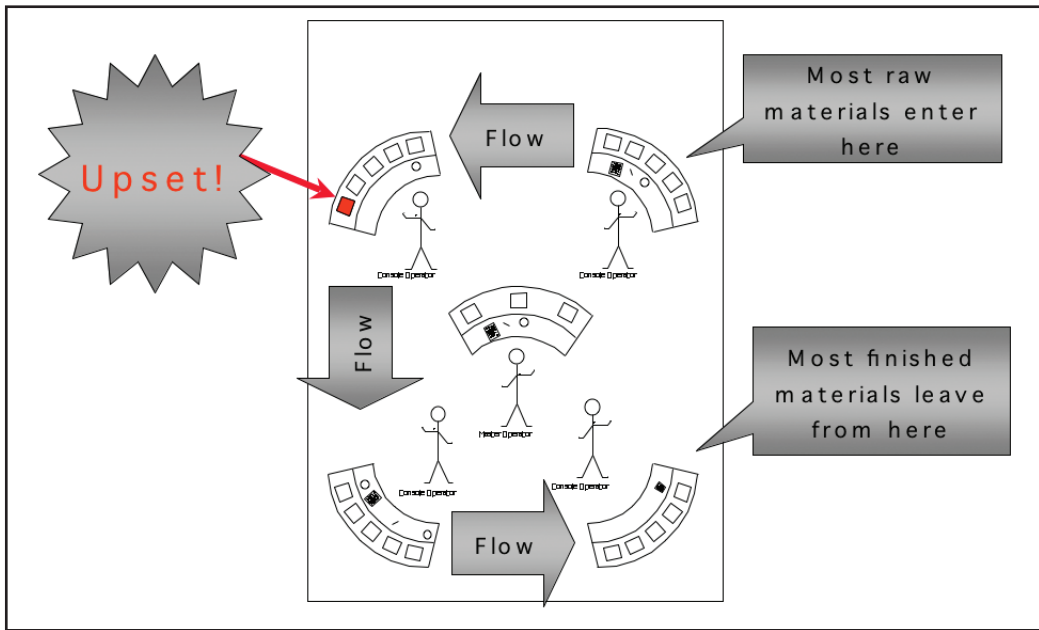 Most raw
materials enter
here
Flow
Upset!
Console Operator
Console Operator
Flow
Most finished
materials leave
from here
Master Operator
Console Operator
Console Operator
Flow